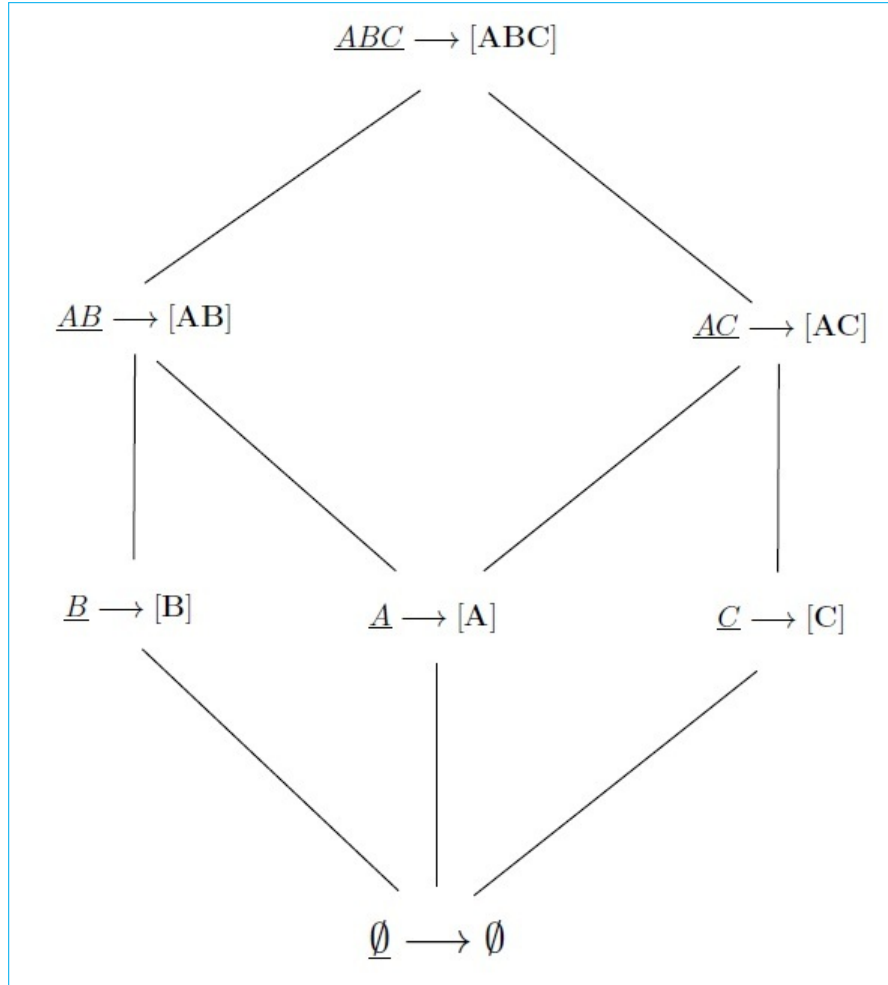 ABC ⟶ [ABC]
AB ⟶ [AB]
AC ⟶ [AC]
B ⟶ [B]
A ⟶ [A]
C ⟶ [C]
∅ ⟶ ∅